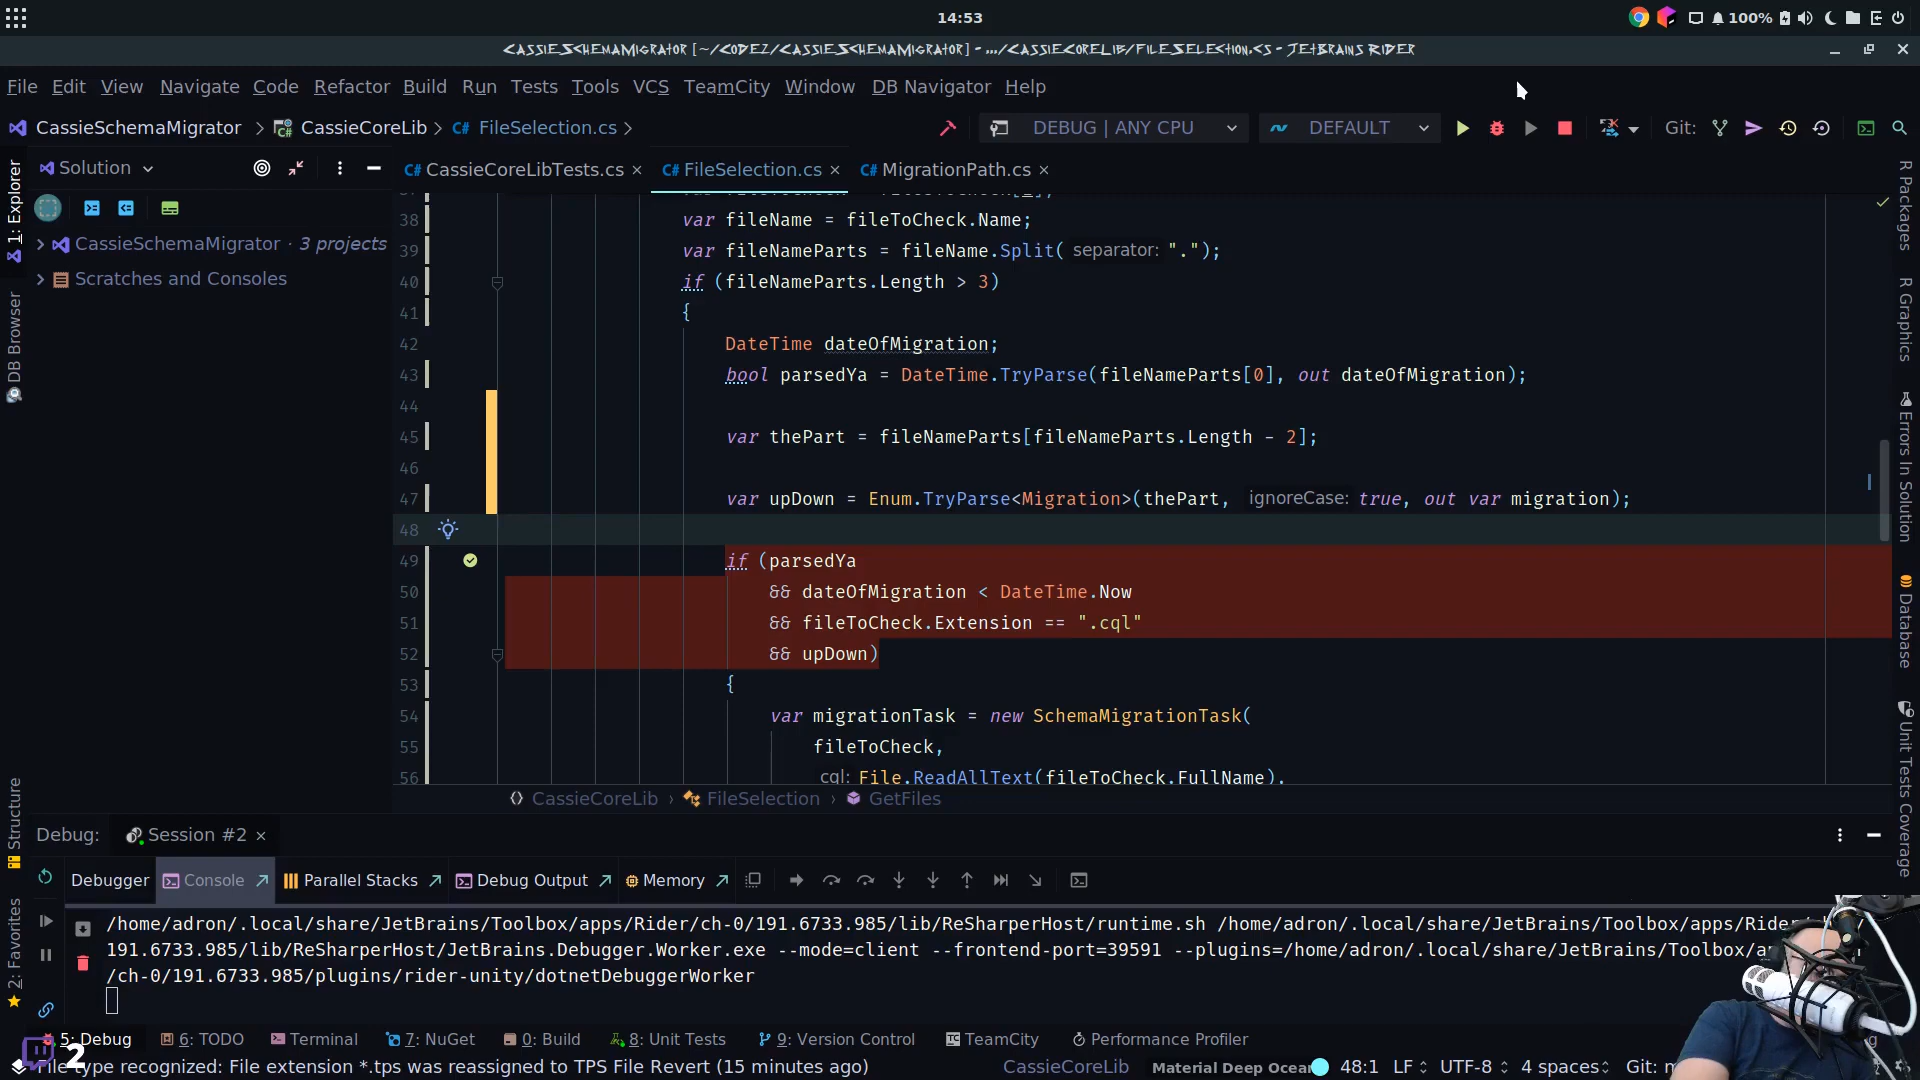 14:53
100%
CassieSchemaMigrator [~/Codez/CassieSchemaMigrator] - .../CassieCoreLib/FileSelection.cs - JetBrains Rider
File Edit View Navigate Code Refactor Build Run Tests Tools VCS TeamCity Window DB Navigator Help
CassieSchemaMigrator CassieCoreLib C# FileSelection.cs
DEBUG | ANY CPU DEFAULT Git:
Solution
C# CassieCoreLibTests.cs C# FileSelection.cs C# MigrationPath.cs
CassieSchemaMigrator · 3 projects
Scratches and Consoles
1: Explorer
DB Browser
Structure
2: Favorites
38 var fileName = fileToCheck.Name;
39 var fileNameParts = fileName.Split( separator: ".");
40 if (fileNameParts.Length > 3)
41 {
42 DateTime dateOfMigration;
43 bool parsedYa = DateTime.TryParse(fileNameParts[0], out dateOfMigration);
44
45 var thePart = fileNameParts[fileNameParts.Length - 2];
46
47 var upDown = Enum.TryParse<Migration>(thePart, ignoreCase: true, out var migration);
48
49 if (parsedYa
50 && dateOfMigration < DateTime.Now
51 && fileToCheck.Extension == ".cql"
52 && upDown)
53 {
54 var migrationTask = new SchemaMigrationTask(
55 fileToCheck,
56 cql: File.ReadAllText(fileToCheck.FullName),
CassieCoreLib FileSelection GetFiles
R Packages
R Graphics
Errors In Solution
Database
Unit Tests Coverage
Debug: Session #2
Debugger Console Parallel Stacks Debug Output Memory
/home/adron/.local/share/JetBrains/Toolbox/apps/Rider/ch-0/191.6733.985/lib/ReSharperHost/runtime.sh /home/adron/.local/share/JetBrains/Toolbox/apps/Rider/
191.6733.985/lib/ReSharperHost/JetBrains.Debugger.Worker.exe --mode=client --frontend-port=39591 --plugins=/home/adron/.local/share/JetBrains/Toolbox/
/ch-0/191.6733.985/plugins/rider-unity/dotnetDebuggerWorker
5: Debug 6: TODO Terminal 7: NuGet 0: Build 8: Unit Tests 9: Version Control TeamCity Performance Profiler
2
File type recognized: File extension *.tps was reassigned to TPS File Revert (15 minutes ago) CassieCoreLib Material Deep Ocean 48:1 LF UTF-8 4 spaces Git: